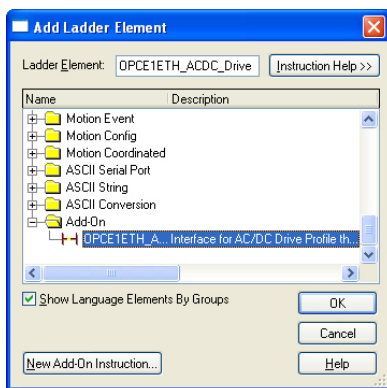 Add Ladder Element
Ladder Element: OPCE1ETH_ACDC_Drive Instruction Help >>
Name Description
Motion Event
Motion Config
Motion Coordinated
ASCII Serial Port
ASCII String
ASCII Conversion
Add-On
OPCE1ETH_A... Interface for AC/DC Drive Profile th...
Show Language Elements By Groups
OK
Cancel
New Add-On Instruction...
Help